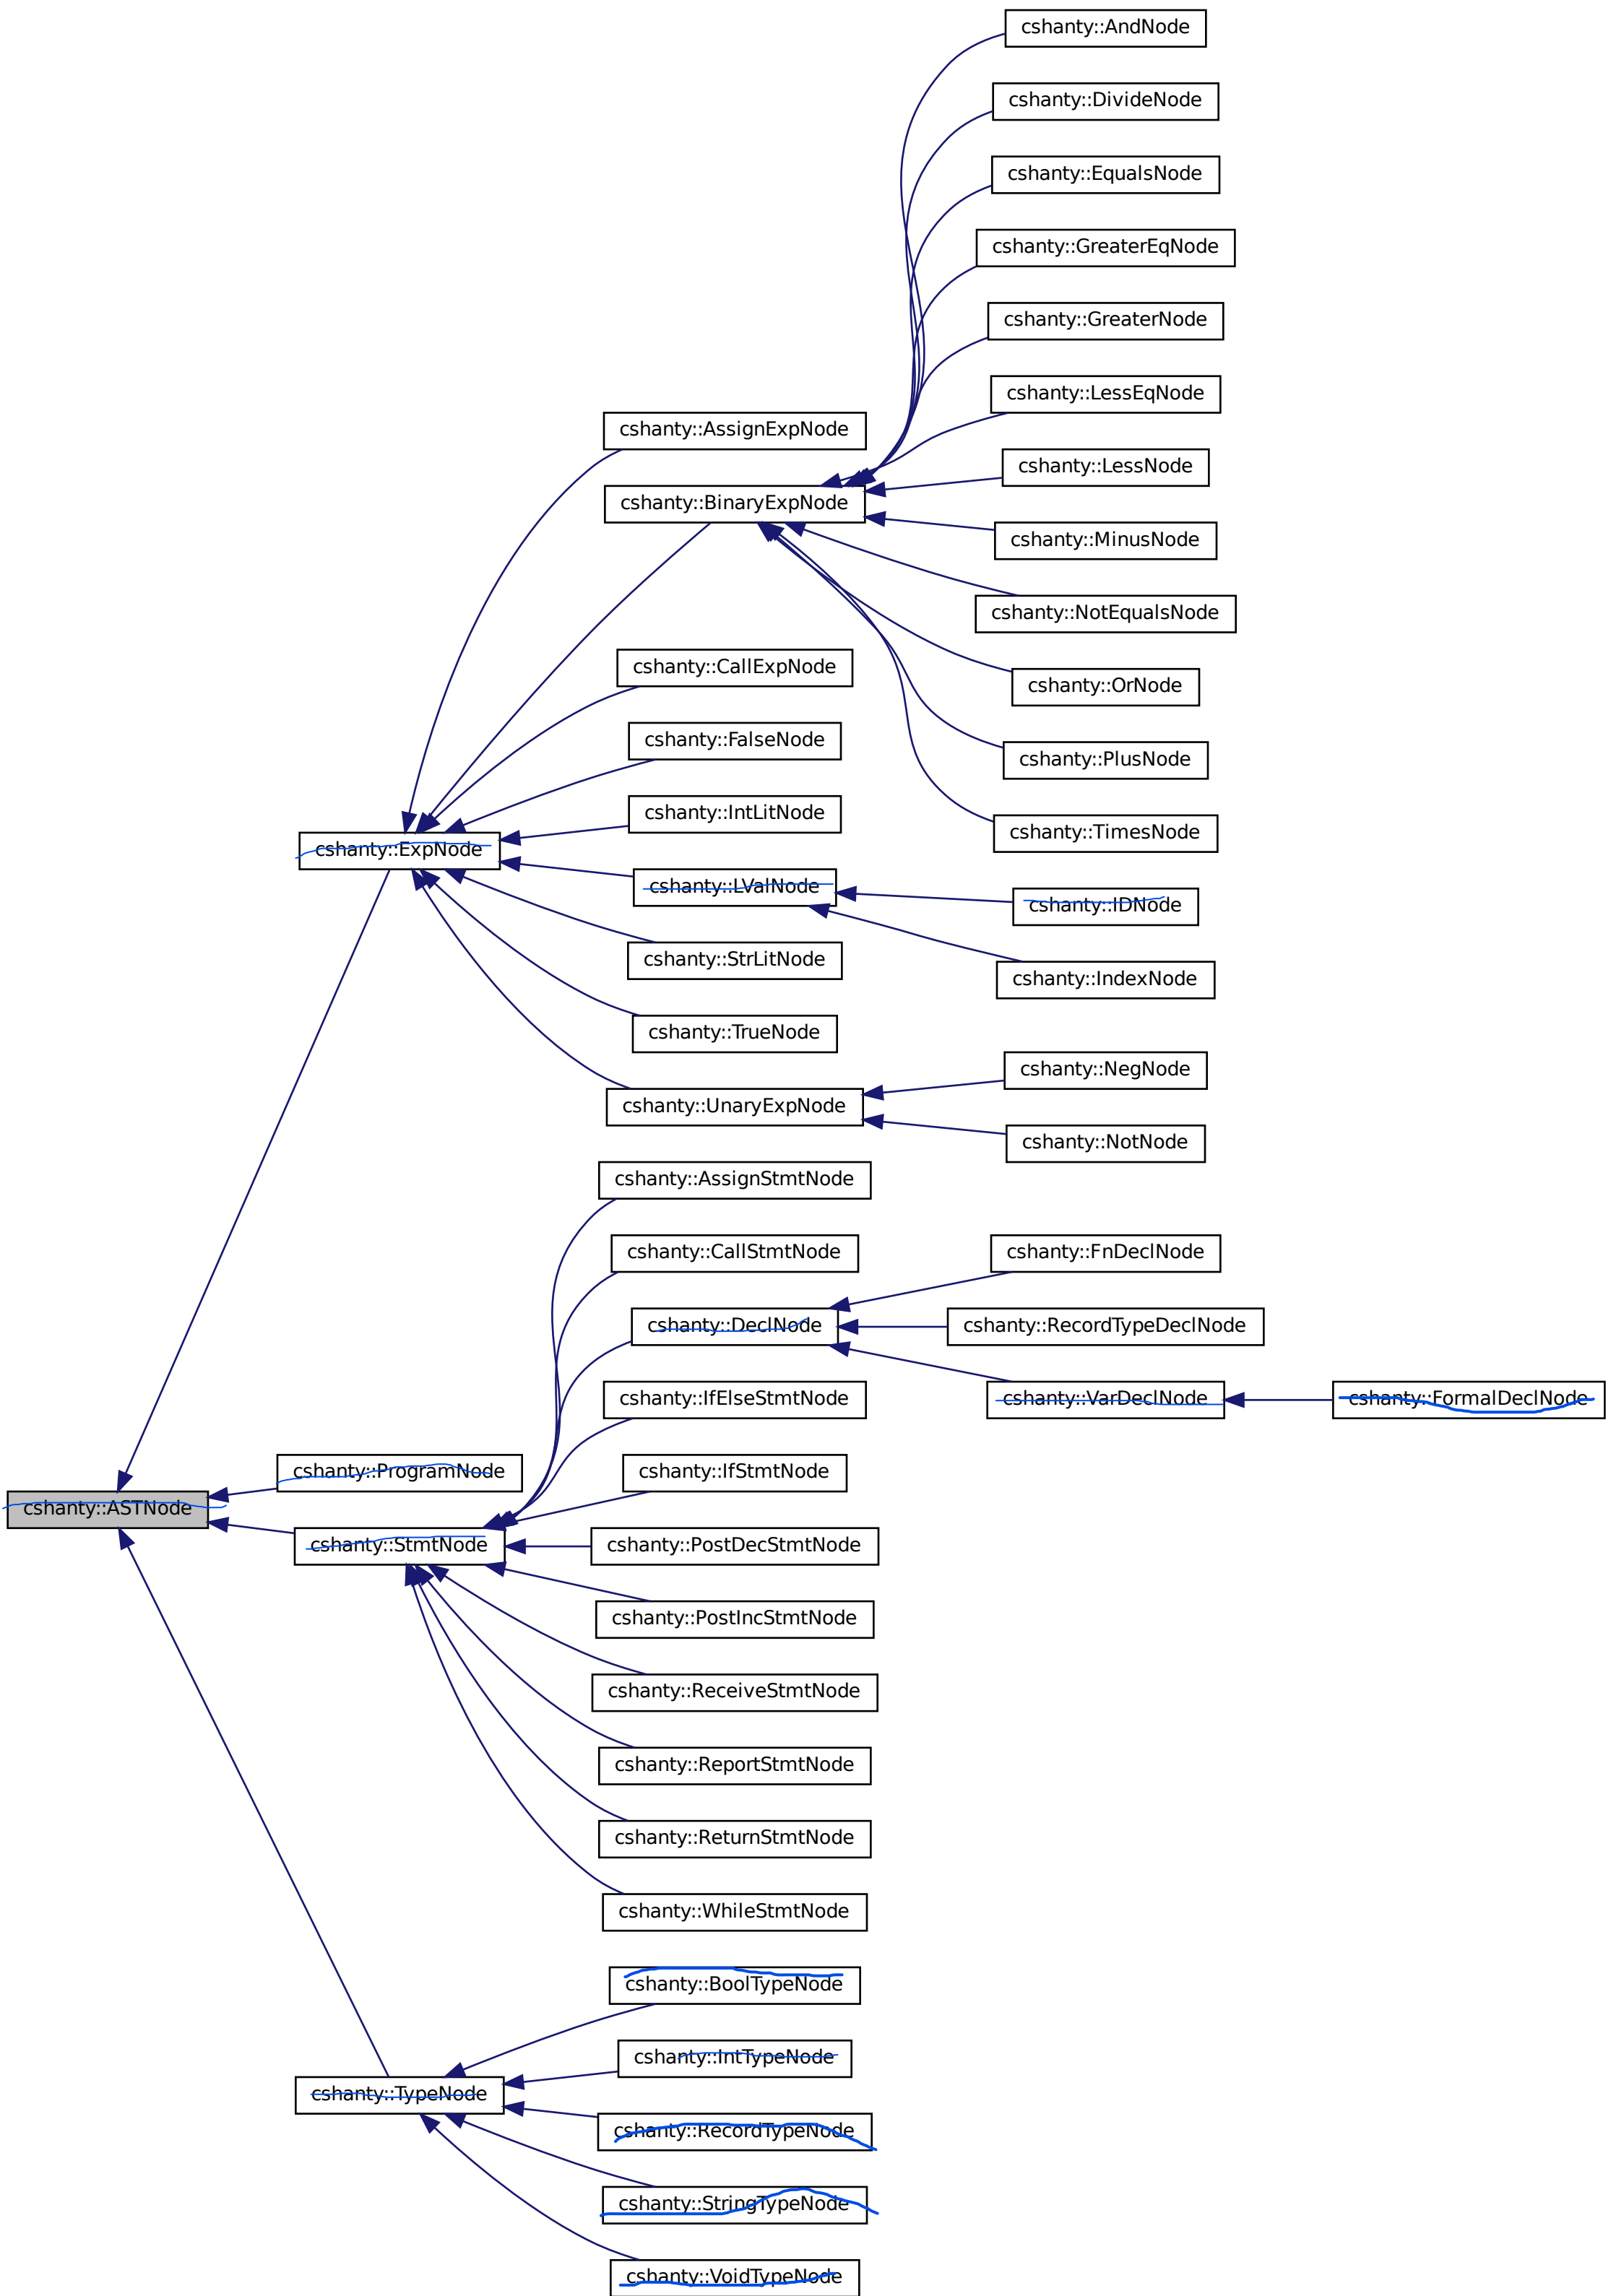 cshanty::AndNode
cshanty::DivideNode
cshanty::EqualsNode
cshanty::GreaterEqNode
cshanty::GreaterNode
cshanty::LessEqNode
cshanty::AssignExpNode
cshanty::LessNode
cshanty::BinaryExpNode
cshanty::MinusNode
cshanty::NotEqualsNode
cshanty::CallExpNode
cshanty::OrNode
cshanty::FalseNode
cshanty::PlusNode
cshanty::IntLitNode
cshanty::TimesNode
cshanty::ExpNode
cshanty::LValNode
cshanty::IDNode
cshanty::StrLitNode
cshanty::IndexNode
cshanty::TrueNode
cshanty::NegNode
cshanty::UnaryExpNode
cshanty::NotNode
cshanty::AssignStmtNode
cshanty::CallStmtNode
cshanty::FnDeclNode
cshanty::DeclNode
cshanty::RecordTypeDeclNode
cshanty::IfElseStmtNode
cshanty::VarDeclNode
cshanty::FormalDeclNode
cshanty::ProgramNode
cshanty::IfStmtNode
cshanty::ASTNode
cshanty::StmtNode
cshanty::PostDecStmtNode
cshanty::PostIncStmtNode
cshanty::ReceiveStmtNode
cshanty::ReportStmtNode
cshanty::ReturnStmtNode
cshanty::WhileStmtNode
cshanty::BoolTypeNode
cshanty::IntTypeNode
cshanty::TypeNode
cshanty::RecordTypeNode
cshanty::StringTypeNode
cshanty::VoidTypeNode